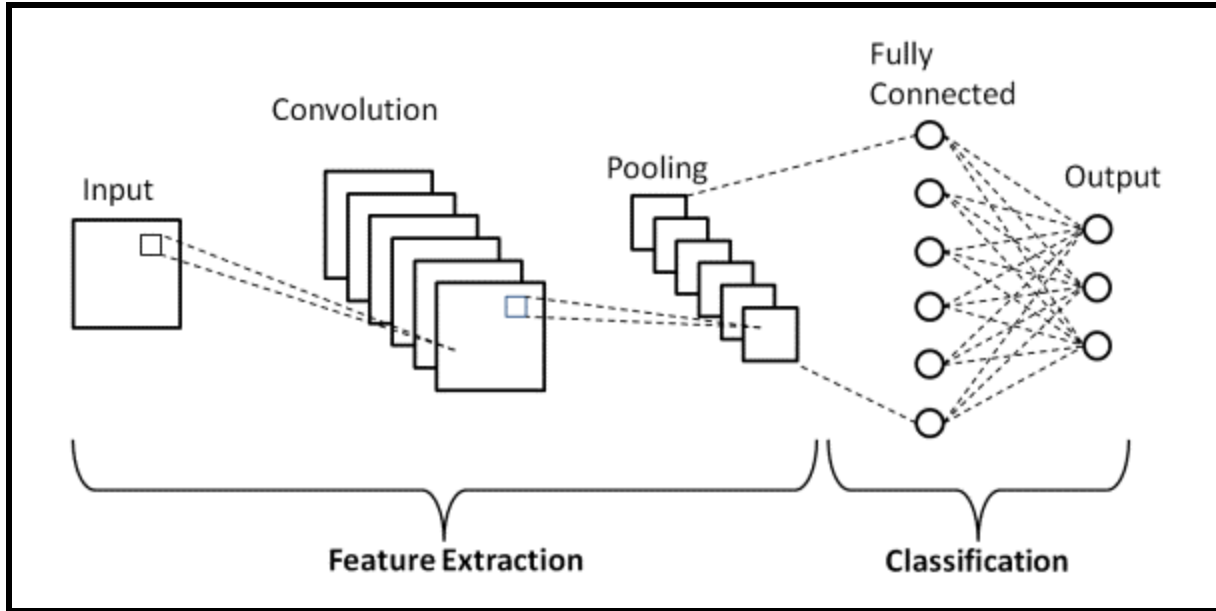 Input
Convolution
Pooling
Fully
Connected
Output
Feature Extraction
Classification